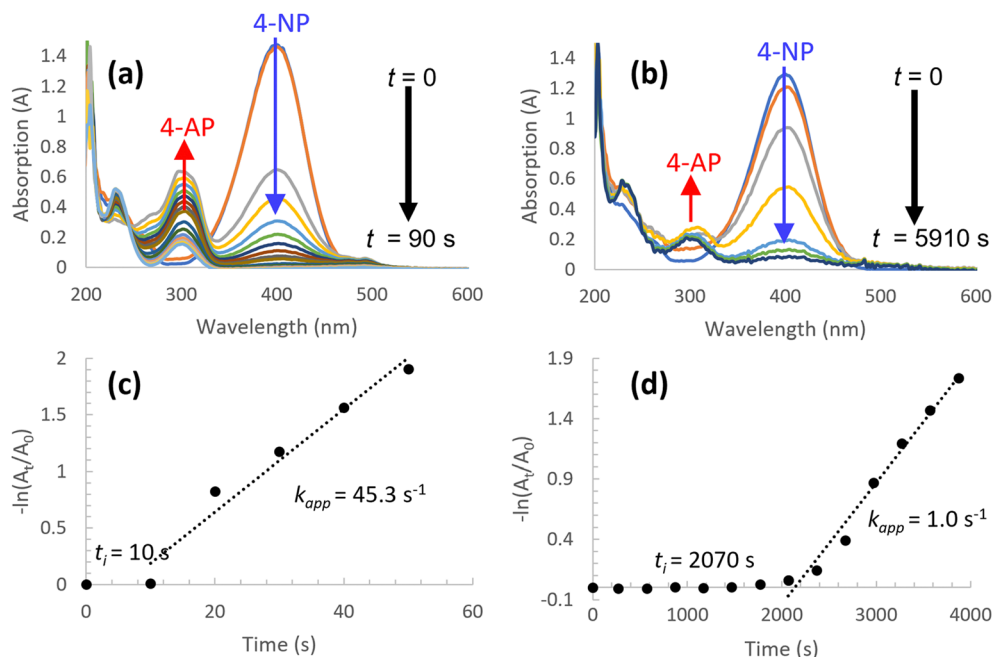 (a)
4-NP
t = 0
4-AP
t = 90 s
Absorption (A)
1.4
1.2
1
0.8
0.6
0.4
0.2
0
200
300
400
500
600
Wavelength (nm)
(b)
4-NP
t = 0
4-AP
t = 5910 s
Absorption (A)
1.4
1.2
1
0.8
0.6
0.4
0.2
0
200
300
400
500
600
Wavelength (nm)
(c)
-ln(At/A0)
2
1.5
1
0.5
0
kapp = 45.3 s-1
ti = 10 s
0
20
40
60
Time (s)
(d)
-ln(At/A0)
1.9
1.4
0.9
0.4
-0.1
kapp = 1.0 s-1
ti = 2070 s
0
1000
2000
3000
4000
Time (s)